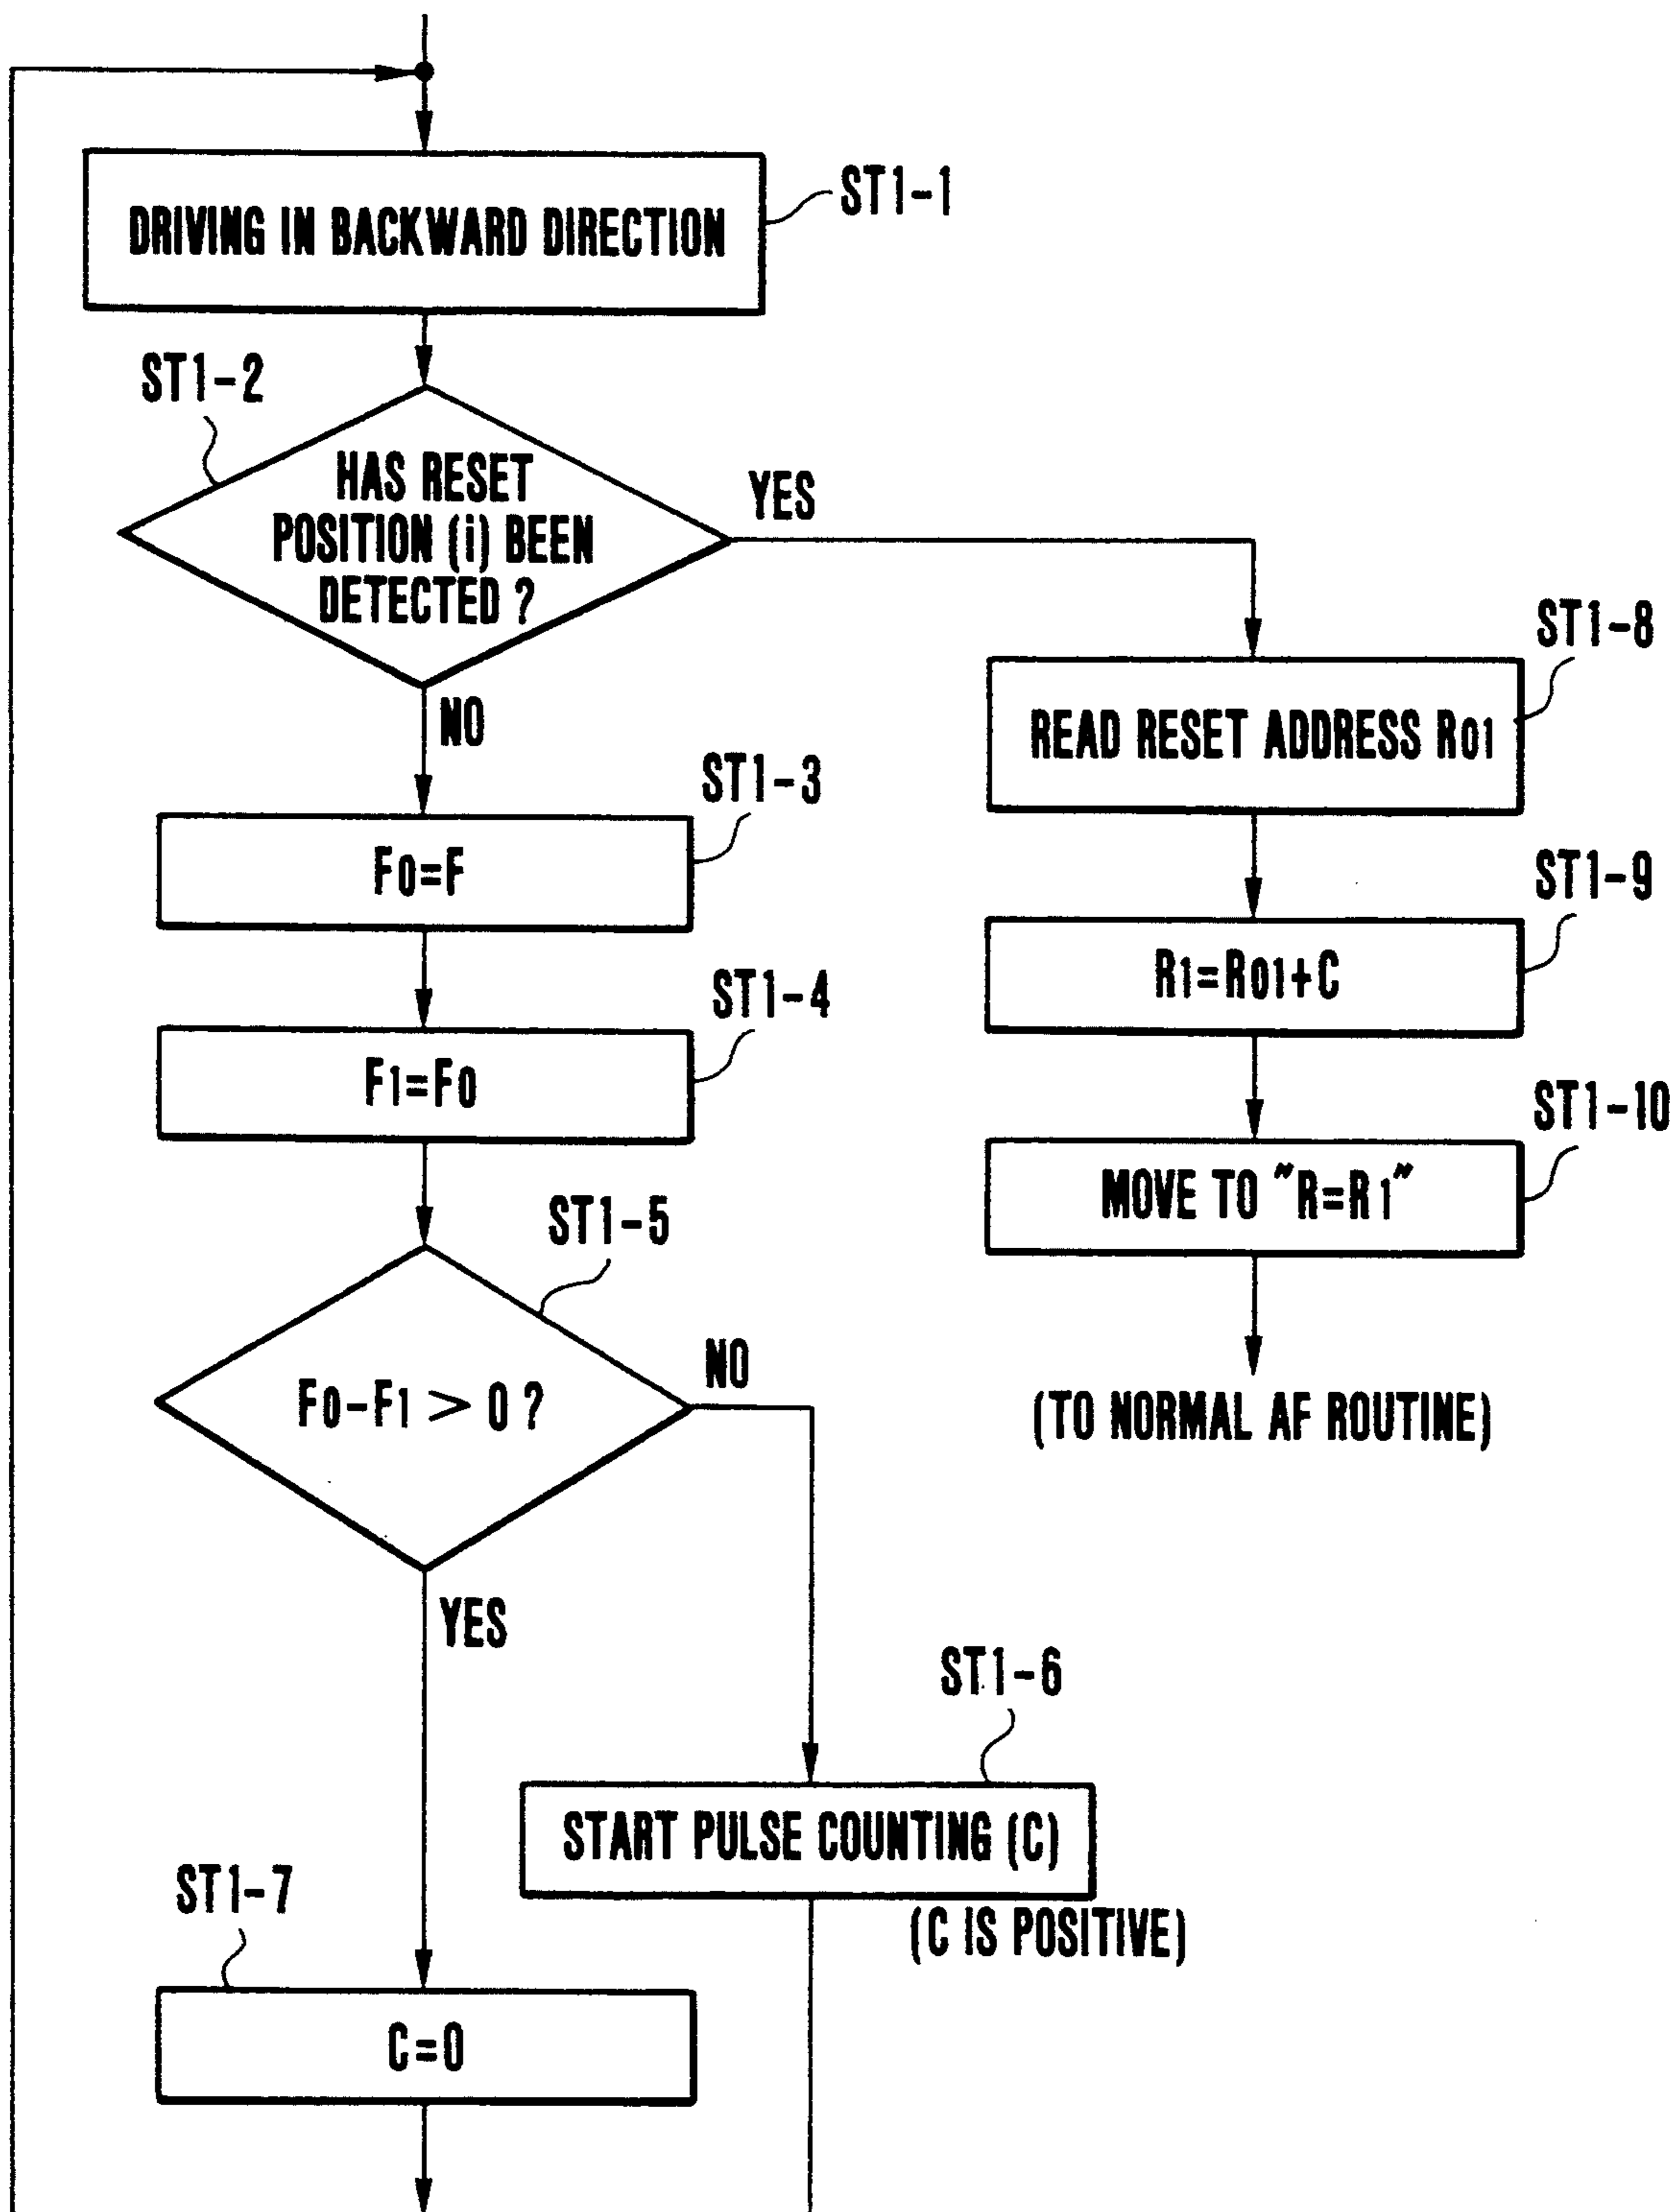 ST1-1
DRIVING IN BACKWARD DIRECTION
ST1-2
HAS RESET
POSITION (i) BEEN
DETECTED ?
YES
NO
ST1-3
F0=F
ST1-4
F1=F0
ST1-5
F0-F1 > 0 ?
NO
YES
ST1-6
START PULSE COUNTING (C)
(C IS POSITIVE)
ST1-7
C=0
ST1-8
READ RESET ADDRESS R01
ST1-9
R1=R01+C
ST1-10
MOVE TO "R=R1"
(TO NORMAL AF ROUTINE)